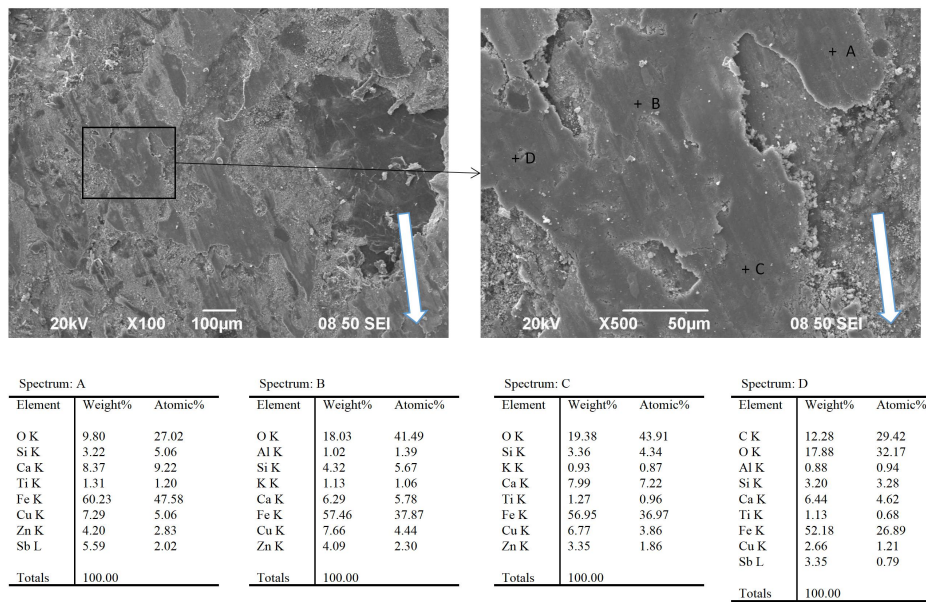 20kV X100 100μm 08 50 SEI
+ A
+ B
+ D
+ C
20kV X500 50μm 08 50 SEI
Spectrum: A
Element Weight% Atomic%
O K 9.80 27.02
Si K 3.22 5.06
Ca K 8.37 9.22
Ti K 1.31 1.20
Fe K 60.23 47.58
Cu K 7.29 5.06
Zn K 4.20 2.83
Sb L 5.59 2.02
Totals 100.00
Spectrum: B
Element Weight% Atomic%
O K 18.03 41.49
Al K 1.02 1.39
Si K 4.32 5.67
K K 1.13 1.06
Ca K 6.29 5.78
Fe K 57.46 37.87
Cu K 7.66 4.44
Zn K 4.09 2.30
Totals 100.00
Spectrum: C
Element Weight% Atomic%
O K 19.38 43.91
Si K 3.36 4.34
K K 0.93 0.87
Ca K 7.99 7.22
Ti K 1.27 0.96
Fe K 56.95 36.97
Cu K 6.77 3.86
Zn K 3.35 1.86
Totals 100.00
Spectrum: D
Element Weight% Atomic%
C K 12.28 29.42
O K 17.88 32.17
Al K 0.88 0.94
Si K 3.20 3.28
Ca K 6.44 4.62
Ti K 1.13 0.68
Fe K 52.18 26.89
Cu K 2.66 1.21
Sb L 3.35 0.79
Totals 100.00